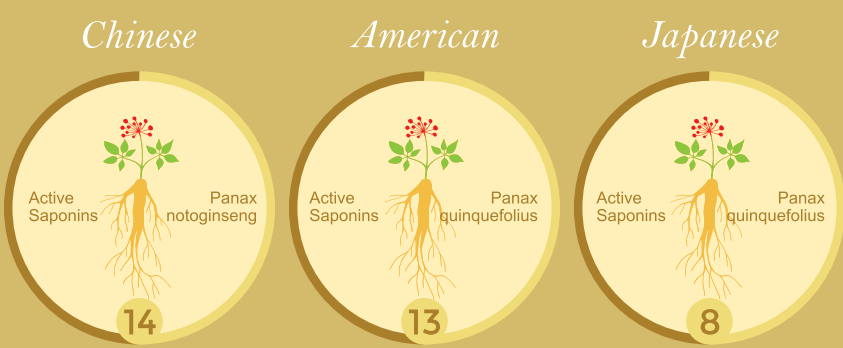 Chinese
American
Japanese
Active
Saponins
Panax
notoginseng
14
Active
Saponins
Panax
quinquefolius
13
Active
Saponins
Panax
quinquefolius
8